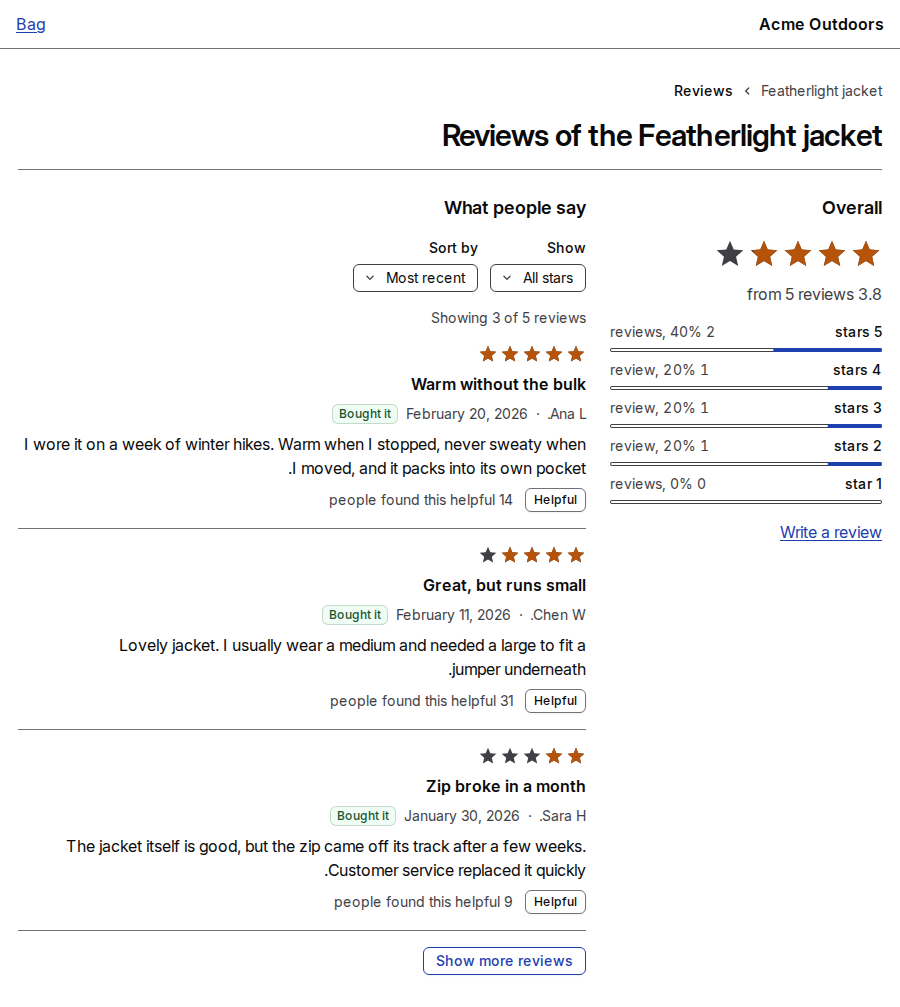 Bag Acme Outdoors
Reviews ‹ Featherlight jacket
Reviews of the Featherlight jacket
Overall
from 5 reviews 3.8
reviews, 40% 2 stars 5
review, 20% 1 stars 4
review, 20% 1 stars 3
review, 20% 1 stars 2
reviews, 0% 0 star 1
Write a review
What people say
Sort by Show
Most recent All stars
Showing 3 of 5 reviews
Warm without the bulk
Bought it February 20, 2026 · .Ana L
I wore it on a week of winter hikes. Warm when I stopped, never sweaty when
.I moved, and it packs into its own pocket
people found this helpful 14 Helpful
Great, but runs small
Bought it February 11, 2026 · .Chen W
Lovely jacket. I usually wear a medium and needed a large to fit a
.jumper underneath
people found this helpful 31 Helpful
Zip broke in a month
Bought it January 30, 2026 · .Sara H
The jacket itself is good, but the zip came off its track after a few weeks.
.Customer service replaced it quickly
people found this helpful 9 Helpful
Show more reviews